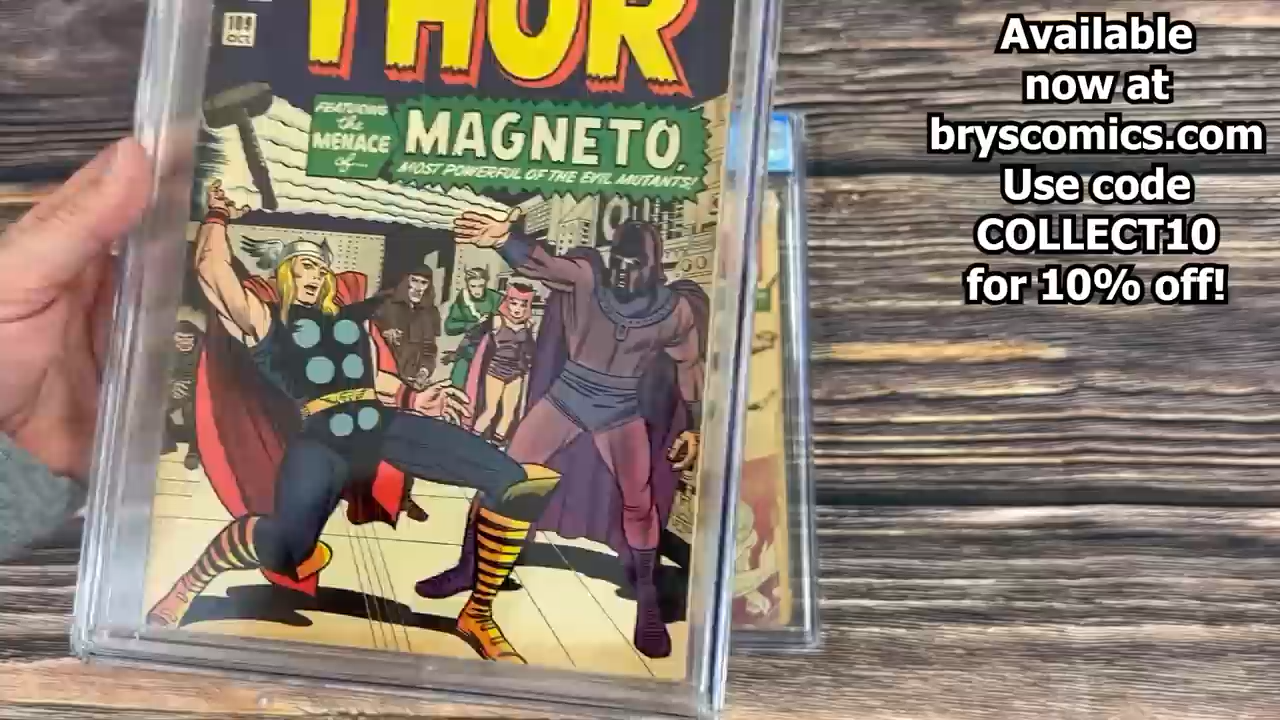 THOR
109
OCT.
FEATURING
the
MENACE
of...
MAGNETO,
MOST POWERFUL OF THE EVIL MUTANTS!
Available
now at
bryscomics.com
Use code
COLLECT10
for 10% off!